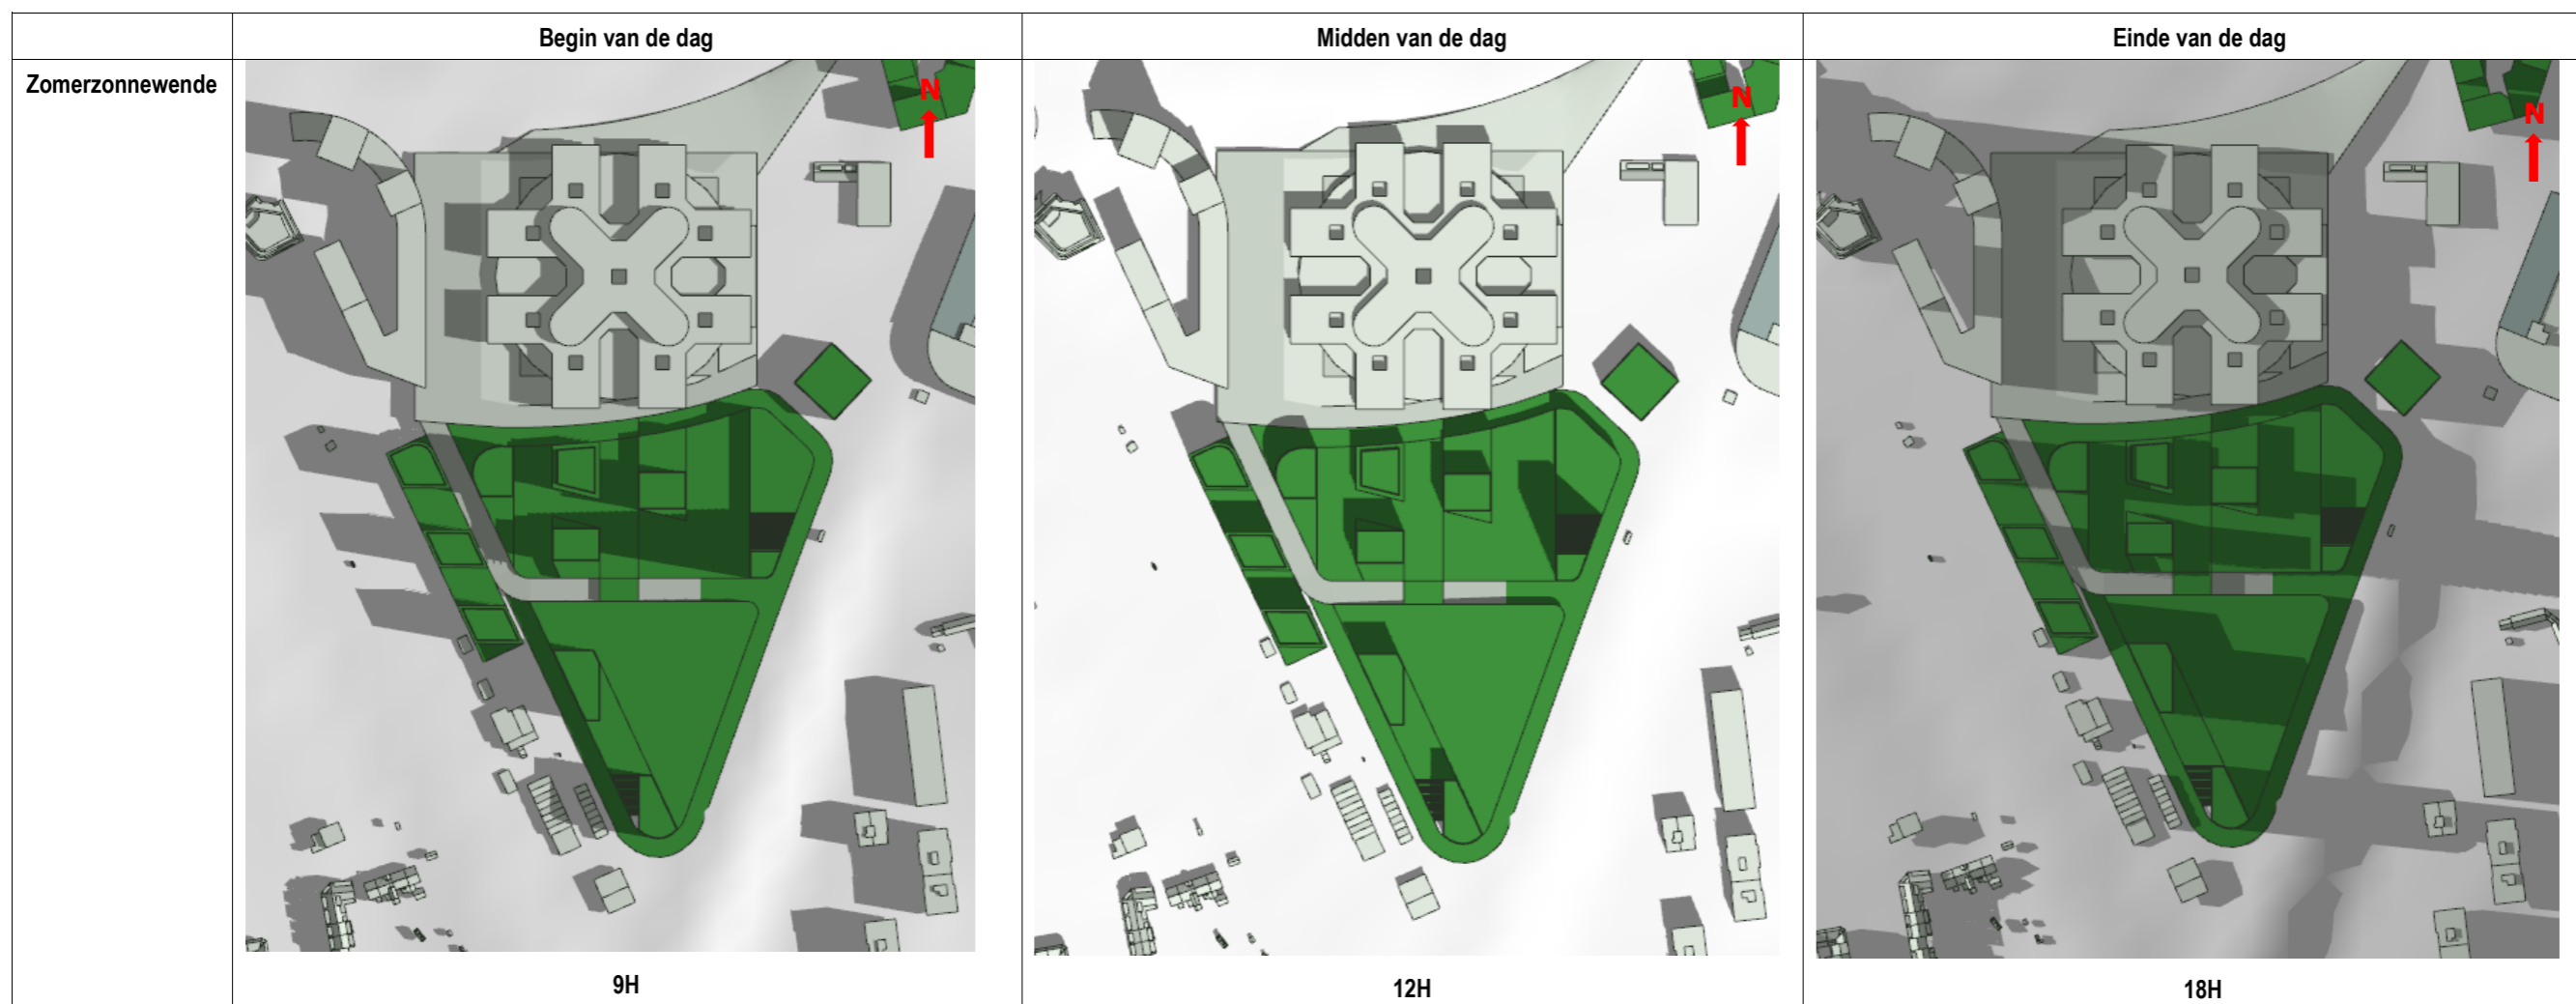 Begin van de dag
Midden van de dag
Einde van de dag
Zomerzonnewende
N
N
N
9H
12H
18H